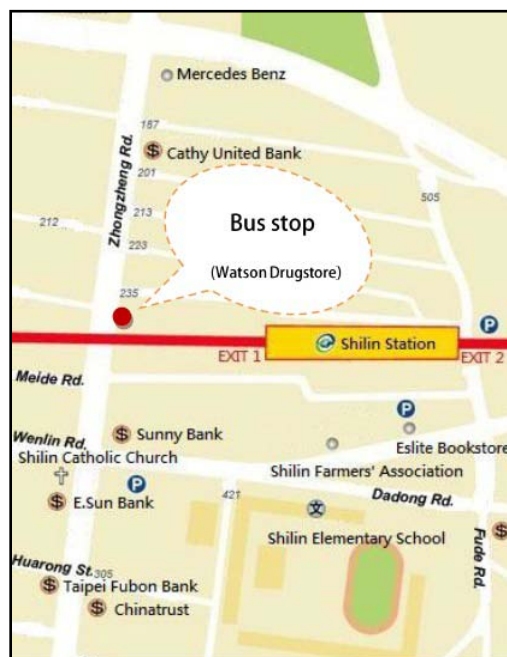 Mercedes Benz
187
Cathy United Bank
201
Zhongzheng Rd.
505
213
212
Bus stop
223
(Watson Drugstore)
235
P
EXIT 1
Shilin Station
EXIT 2
Meide Rd.
P
Wenlin Rd.
$ Sunny Bank
Eslite Bookstore
Shilin Catholic Church
Shilin Farmers' Association
P
$ E.Sun Bank
421
Dadong Rd.
文
Shilin Elementary School
Fude Rd.
Huarong St.
305
$ Taipei Fubon Bank
$ Chinatrust